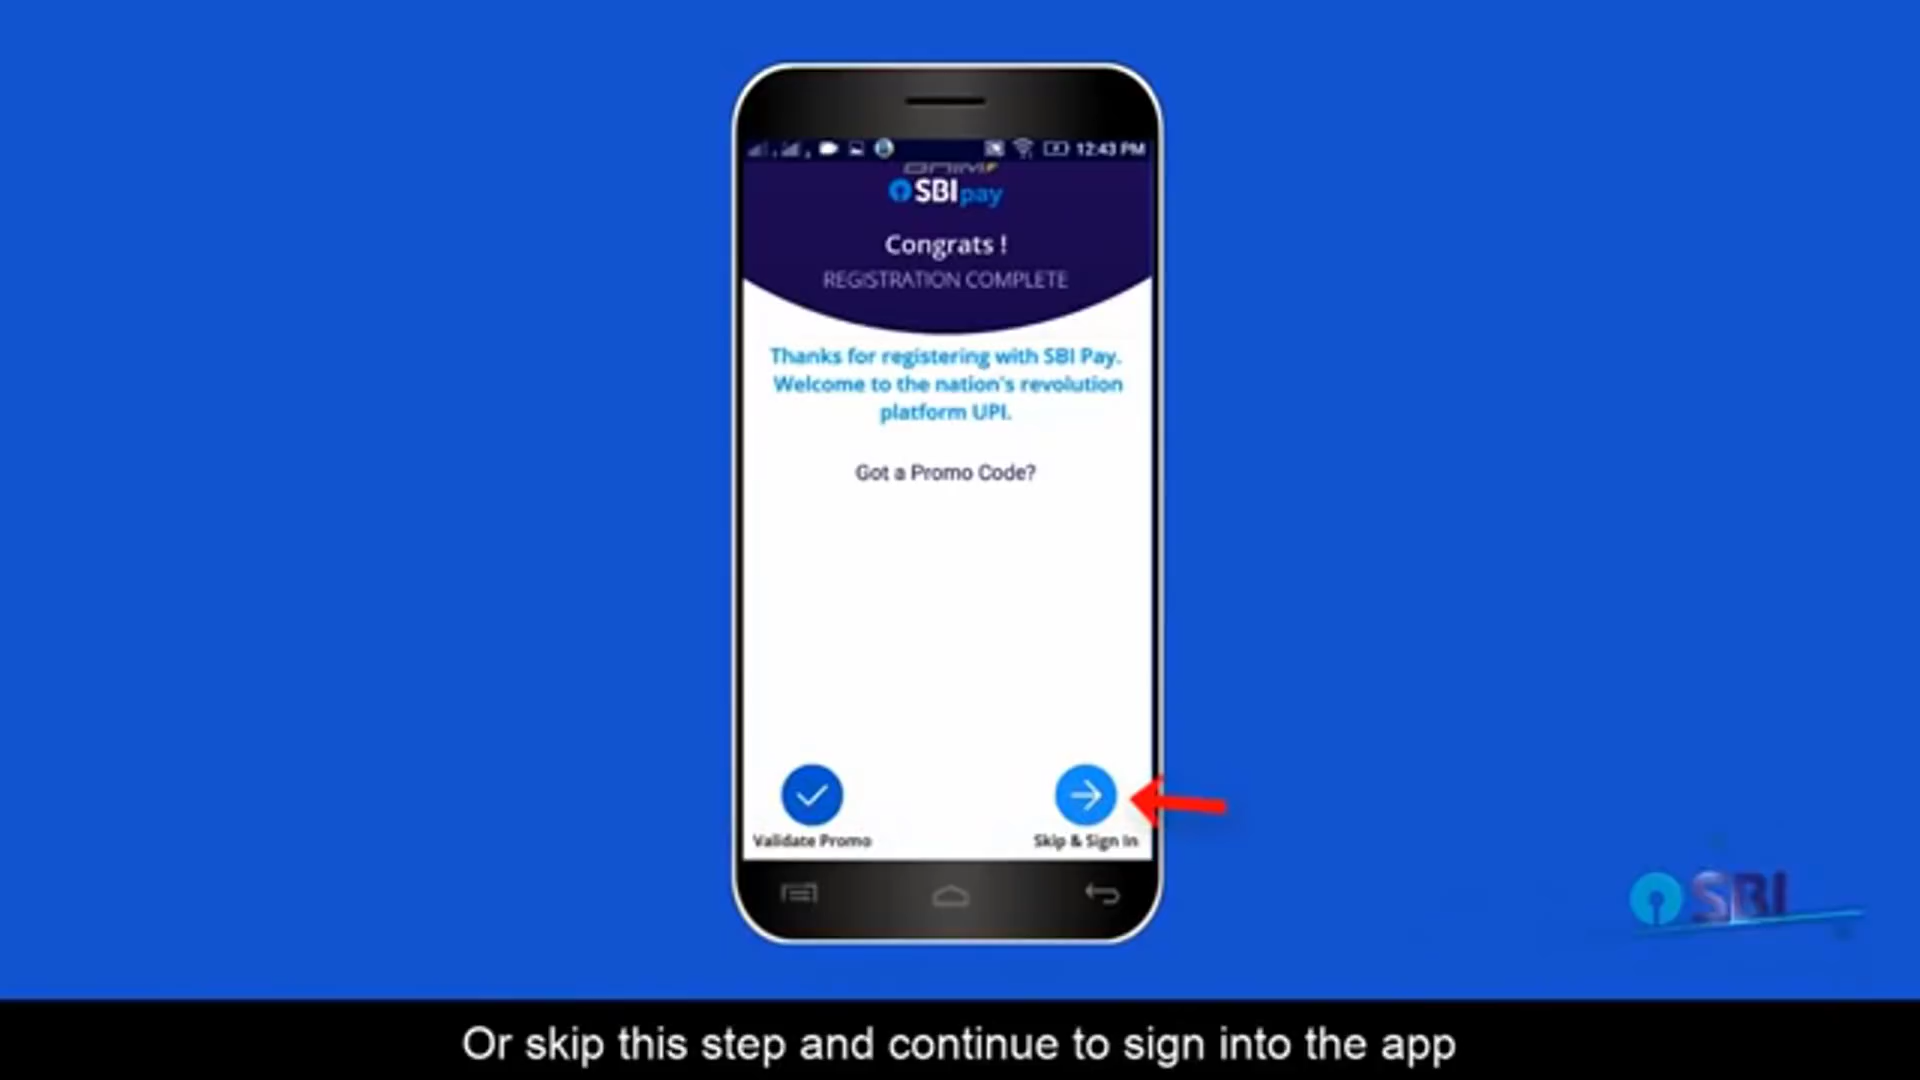 12:43 PM
SBI pay
Congrats !
REGISTRATION COMPLETE
Thanks for registering with SBI Pay.
Welcome to the nation's revolution
platform UPI.
Got a Promo Code?
Validate Promo
Skip & Sign In
SBI
Or skip this step and continue to sign into the app